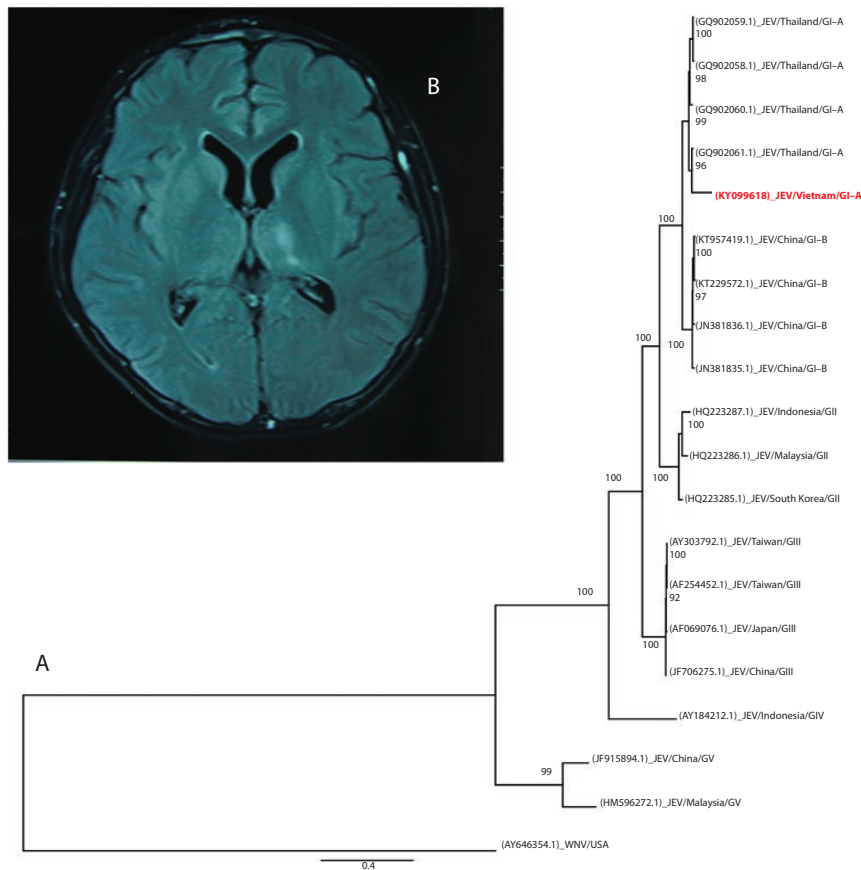 B
(GQ902059.1)_JEV/Thailand/GI–A
100
(GQ902058.1)_JEV/Thailand/GI–A
98
(GQ902060.1)_JEV/Thailand/GI–A
99
(GQ902061.1)_JEV/Thailand/GI–A
96
(KY099618)_JEV/Vietnam/GI–A
100
(KT957419.1)_JEV/China/GI–B
100
(KT229572.1)_JEV/China/GI–B
97
(JN381836.1)_JEV/China/GI–B
100
100
(JN381835.1)_JEV/China/GI–B
(HQ223287.1)_JEV/Indonesia/GII
100
(HQ223286.1)_JEV/Malaysia/GII
100
100
(HQ223285.1)_JEV/South Korea/GII
(AY303792.1)_JEV/Taiwan/GIII
100
(AF254452.1)_JEV/Taiwan/GIII
100
92
(AF069076.1)_JEV/Japan/GIII
100
A
(JF706275.1)_JEV/China/GIII
(AY184212.1)_JEV/Indonesia/GIV
(JF915894.1)_JEV/China/GV
99
(HM596272.1)_JEV/Malaysia/GV
(AY646354.1)_WNV/USA
0.4